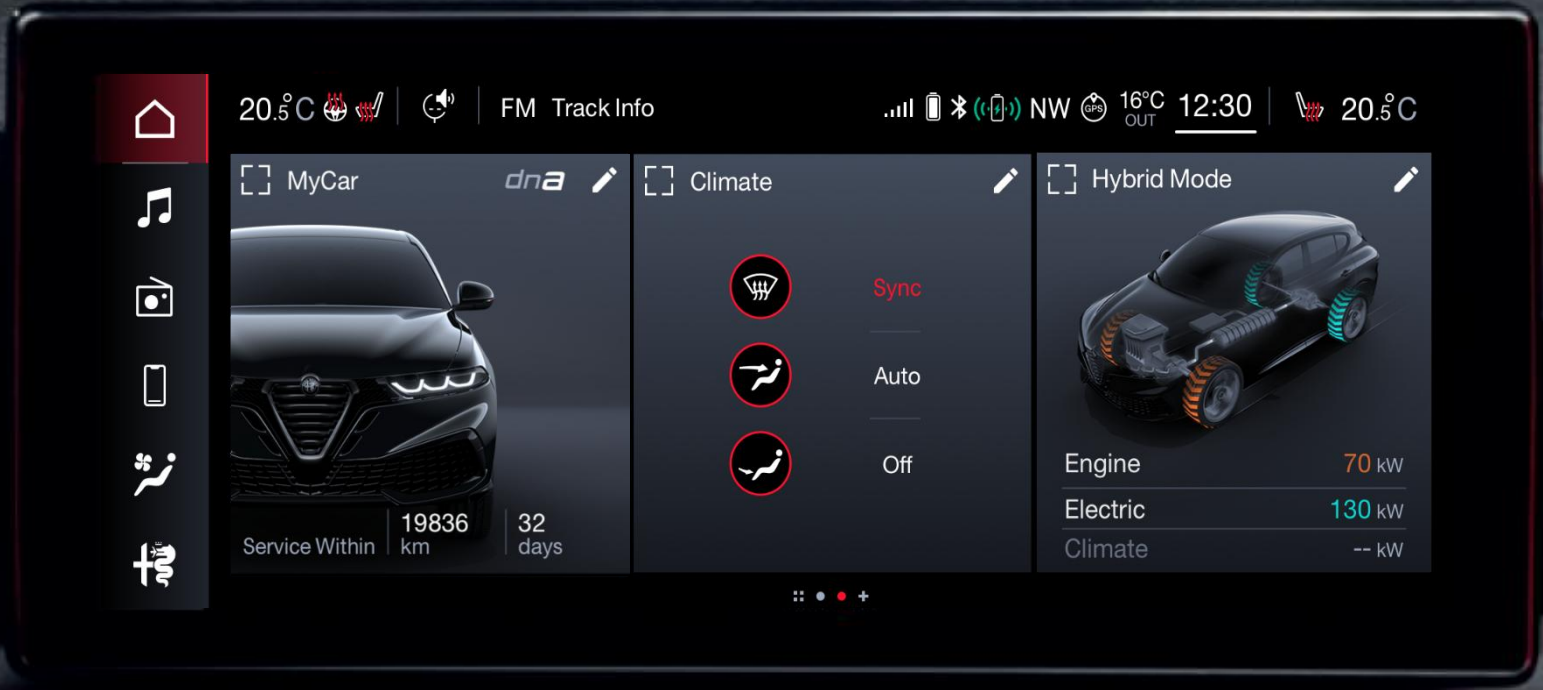 20.5°C FM Track Info NW GPS 16°C OUT 12:30 20.5°C
MyCar dna
Service Within 19836 km 32 days
Climate
Sync
Auto
Off
Hybrid Mode
Engine 70 kW
Electric 130 kW
Climate -- kW